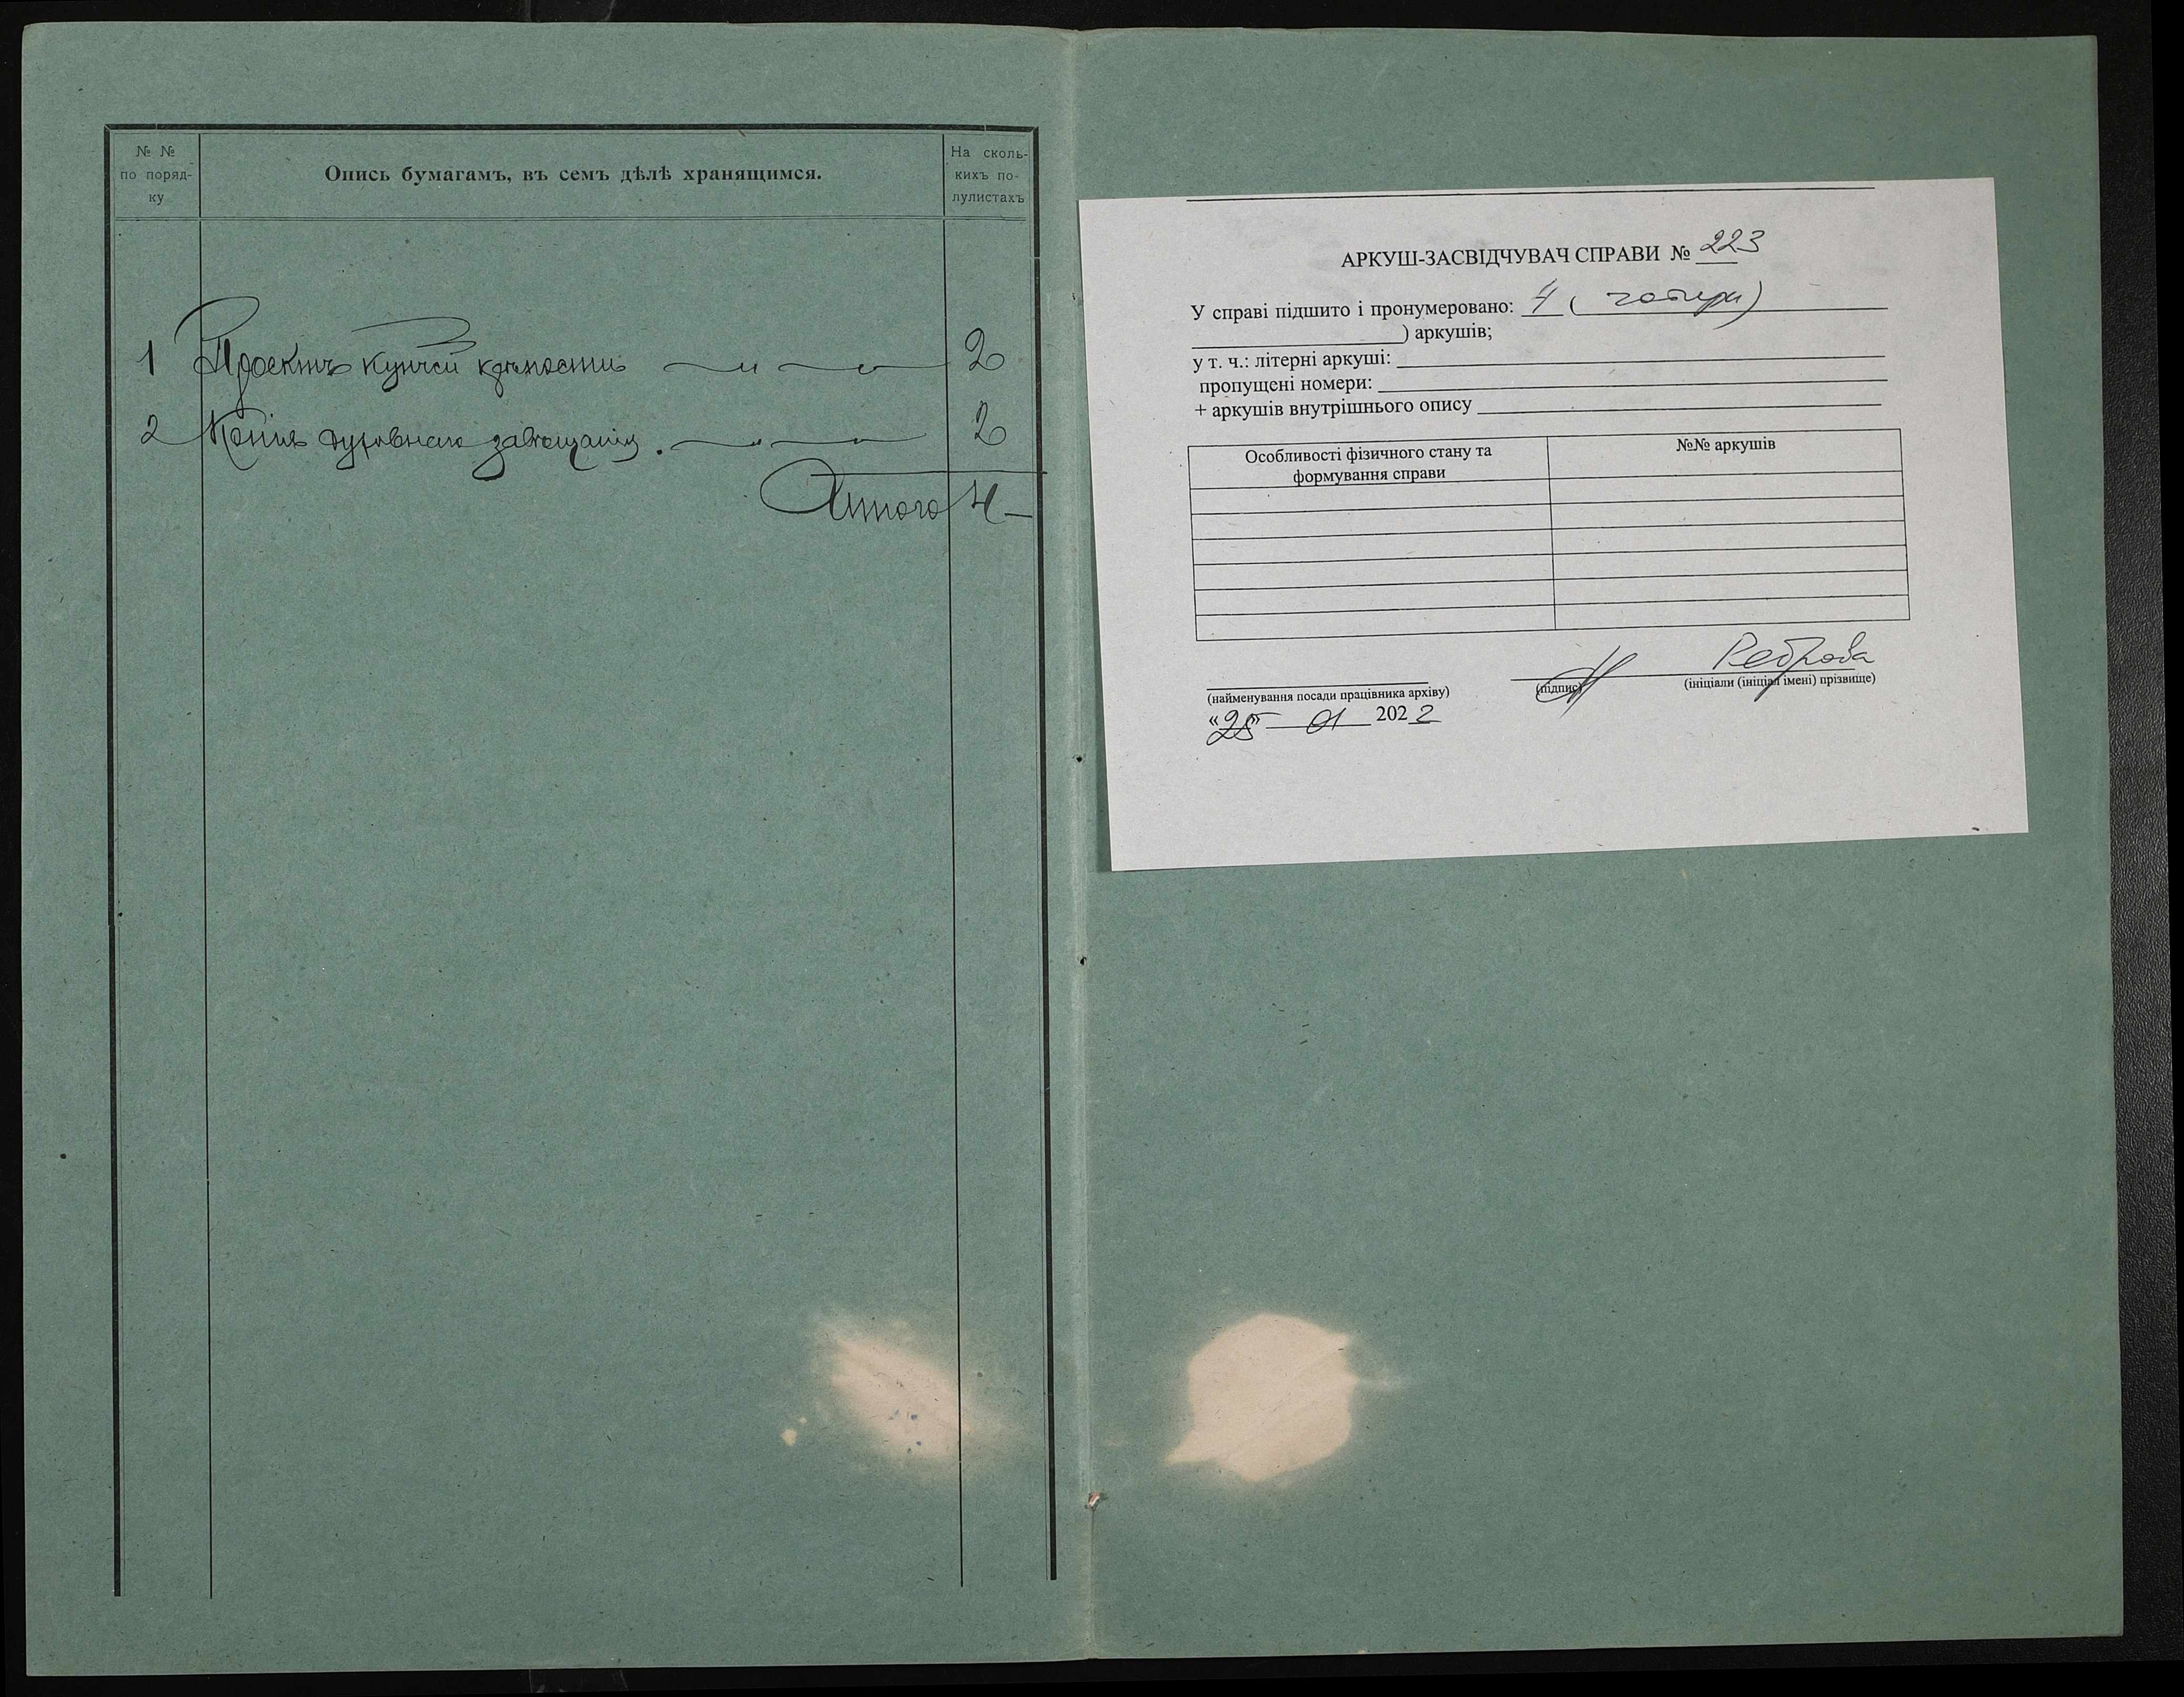 № №
по поряд-
ку
Опись бумагамъ, въ семъ дѣлѣ хранящимся.
На сколь-
кихъ по-
лулистахъ
1 Проектъ купчей крѣпости 2
2 Копія духовнаго завѣщанія. 2
Итого 4
АРКУШ-ЗАСВІДЧУВАЧ СПРАВИ № 223
У справі підшито і пронумеровано: 4 ( чотири)
) аркушів;
у т. ч.: літерні аркуші:
пропущені номери:
+ аркушів внутрішнього опису
Особливості фізичного стану та
формування справи
№№ аркушів
Реброва
(найменування посади працівника архіву)
(підпис)
(ініціали (ініціал імені) прізвище)
«25» 01 2022